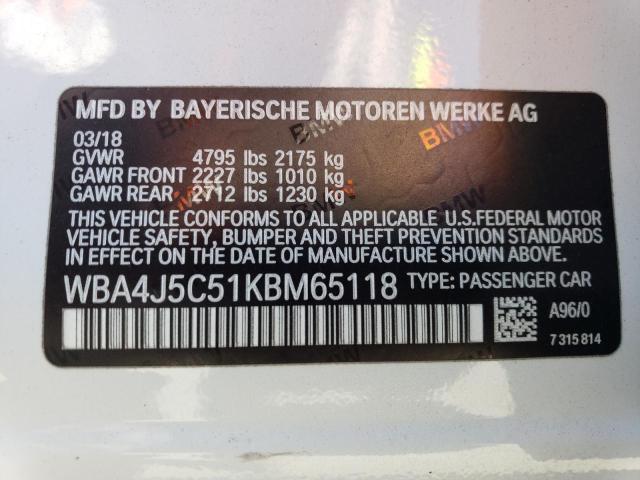 MFD BY BAYERISCHE MOTOREN WERKE AG
03/18
GVWR 4795 lbs 2175 kg
GAWR FRONT 2227 lbs 1010 kg
GAWR REAR 2712 lbs 1230 kg
THIS VEHICLE CONFORMS TO ALL APPLICABLE U.S.FEDERAL MOTOR
VEHICLE SAFETY, BUMPER AND THEFT PREVENTION STANDARDS
IN EFFECT ON THE DATE OF MANUFACTURE SHOWN ABOVE.
WBA4J5C51KBM65118 TYPE: PASSENGER CAR
A96/0
7 315 814